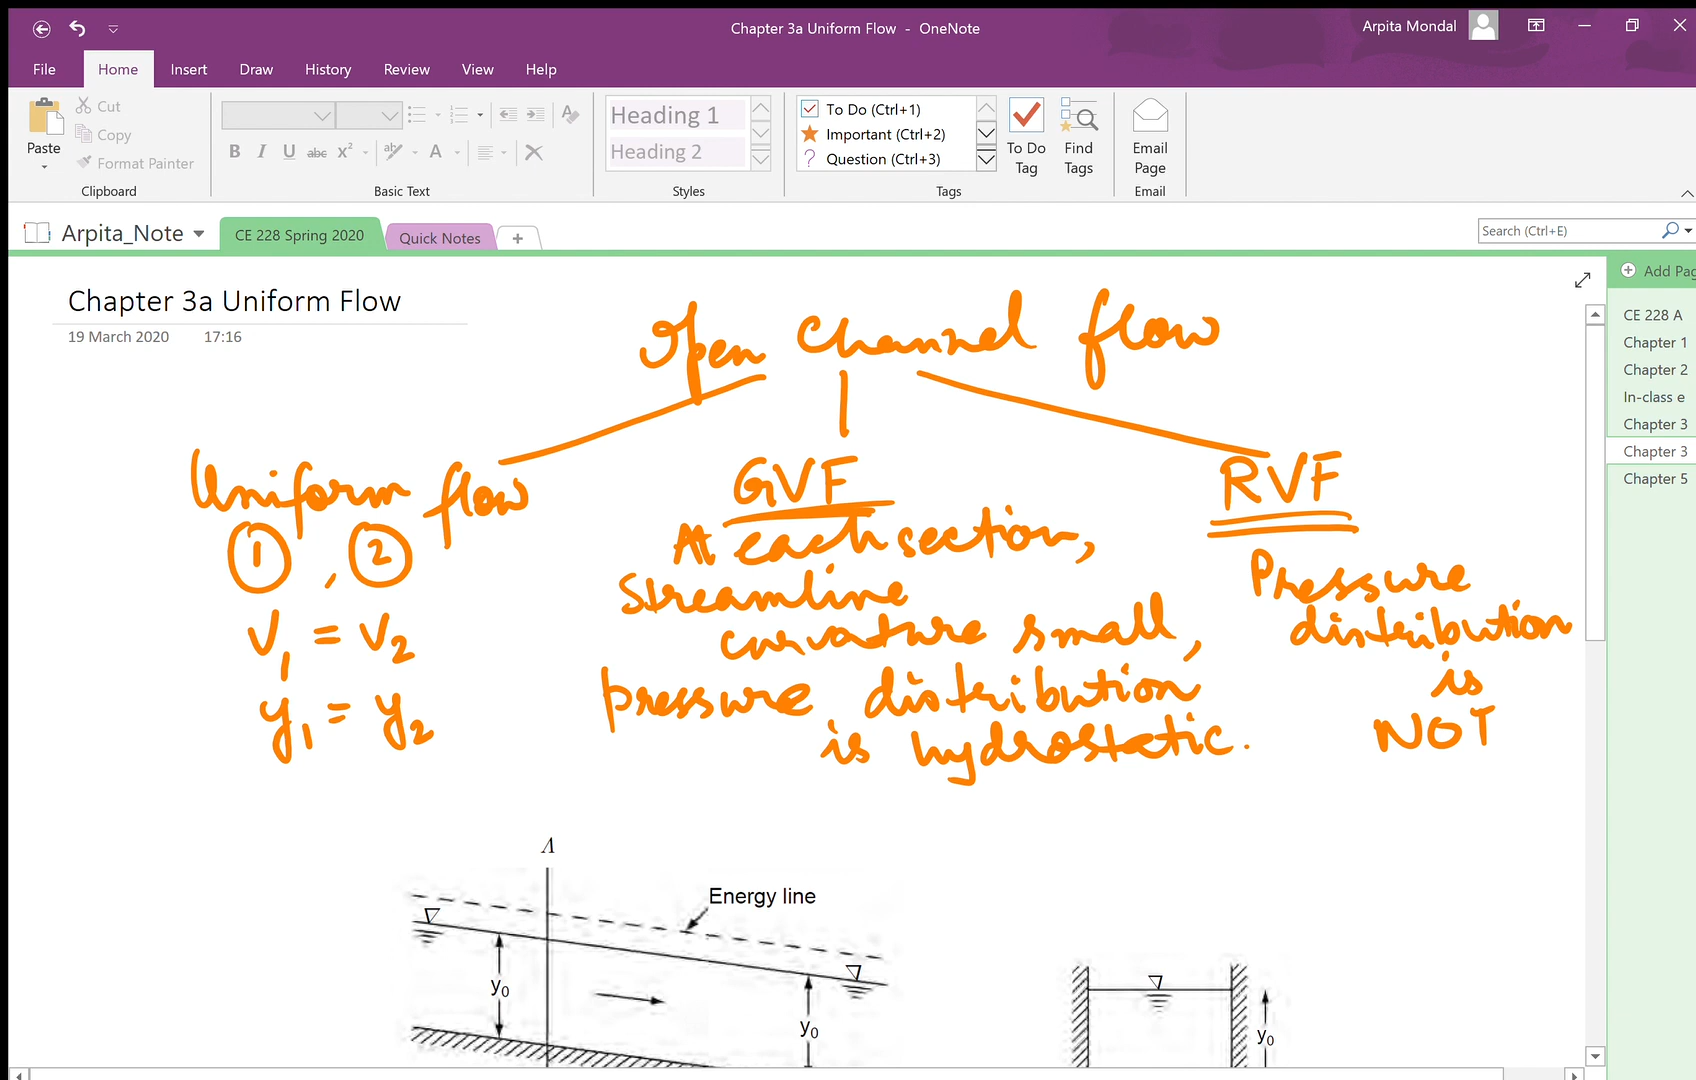 Chapter 3a Uniform Flow - OneNote
Arpita Mondal
File Home Insert Draw History Review View Help
Paste
Cut
Copy
Format Painter
Clipboard
B I U abc X² A
Basic Text
Heading 1
Heading 2
Styles
To Do (Ctrl+1)
Important (Ctrl+2)
Question (Ctrl+3)
Tags
To Do Tag
Find Tags
Email Page
Email
Arpita_Note
CE 228 Spring 2020
Quick Notes
Search (Ctrl+E)
Add Pag
CE 228 A
Chapter 1
Chapter 2
In-class e
Chapter 3
Chapter 3
Chapter 5
Chapter 3a Uniform Flow
19 March 2020 17:16
Open Channel flow
Uniform flow
1, 2
V₁ = V₂
y₁ = y₂
GVF
At each section,
streamline
curvature small,
pressure distribution
is hydrostatic.
RVF
Pressure
distribution
is
NOT
Energy line
y₀
y₀
y₀